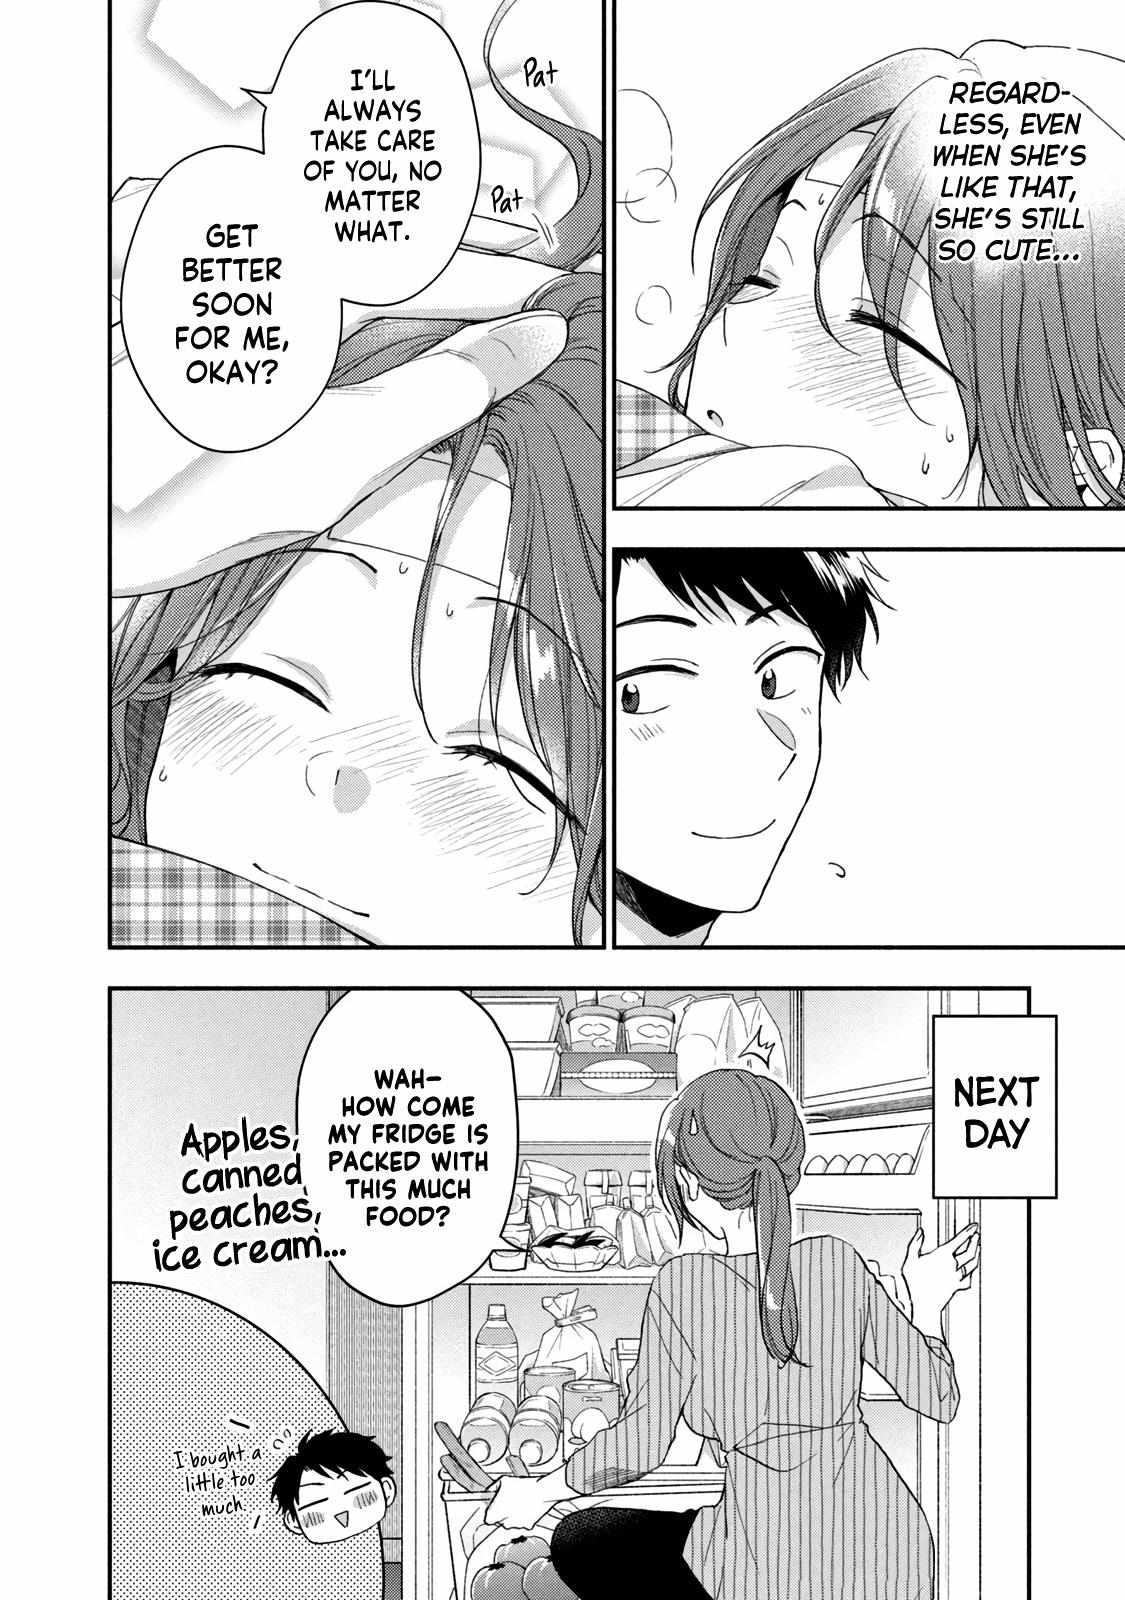 REGARD-
LESS, EVEN
WHEN SHE'S
LIKE THAT,
SHE'S STILL
SO CUTE...
Pat
Pat
I'LL
ALWAYS
TAKE CARE
OF YOU, NO
MATTER
WHAT.
GET
BETTER
SOON
FOR ME,
OKAY?
NEXT
DAY
WAH-
HOW COME
MY FRIDGE IS
PACKED WITH
THIS MUCH
FOOD?
Apples,
canned
peaches,
ice cream...
I bought a
little too
much.